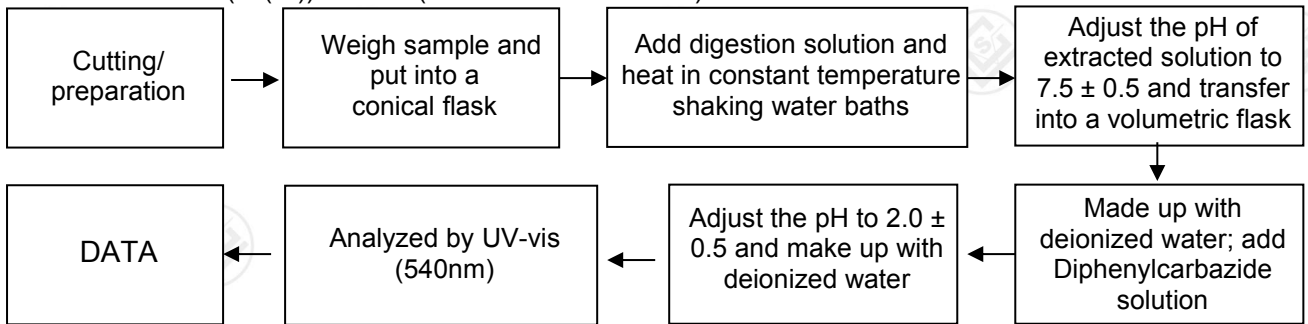 Cutting/
preparation
Weigh sample and
put into a
conical flask
Add digestion solution and
heat in constant temperature
shaking water baths
Adjust the pH of
extracted solution to
7.5 ± 0.5 and transfer
into a volumetric flask
Made up with
deionized water; add
Diphenylcarbazide
solution
Adjust the pH to 2.0 ±
0.5 and make up with
deionized water
Analyzed by UV-vis
(540nm)
DATA